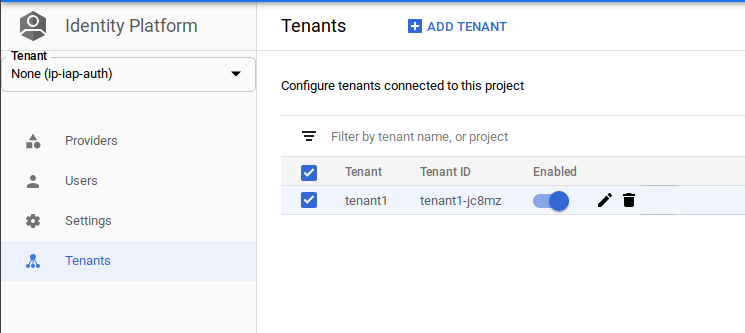 Identity Platform
Tenant
None (ip-iap-auth)
Providers
Users
Settings
Tenants
Tenants
ADD TENANT
Configure tenants connected to this project
Filter by tenant name, or project
Tenant Tenant ID Enabled
tenant1 tenant1-jc8mz